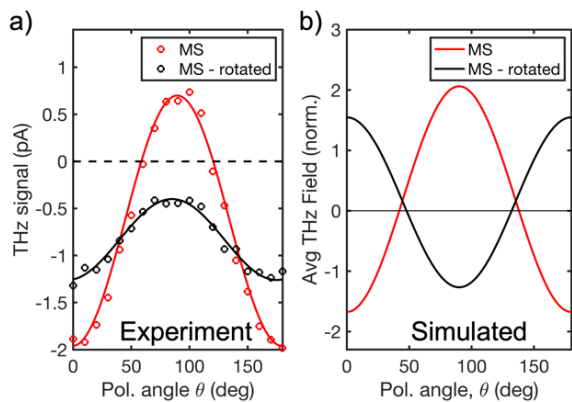 a)
MS
MS - rotated
1
0.5
0
-0.5
-1
-1.5
-2
THz signal (pA)
Experiment
0
50
100
150
Pol. angle θ (deg)
b)
MS
MS - rotated
3
2
1
0
-1
-2
Avg THz Field (norm.)
Simulated
0
50
100
150
Pol. angle, θ (deg)